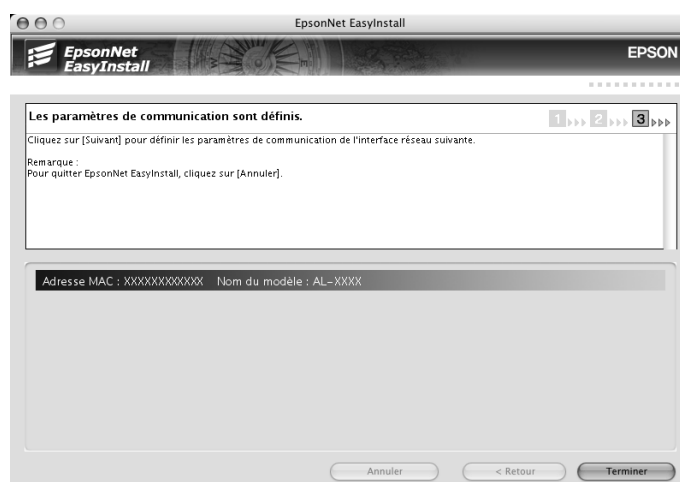 EpsonNet EasyInstall
EpsonNet
EasyInstall
EPSON
Les paramètres de communication sont définis.
1 2 3
Cliquez sur [Suivant] pour définir les paramètres de communication de l'interface réseau suivante.
Remarque :
Pour quitter EpsonNet EasyInstall, cliquez sur [Annuler].
Adresse MAC : XXXXXXXXXXXX Nom du modèle : AL-XXXX
Annuler
< Retour
Terminer